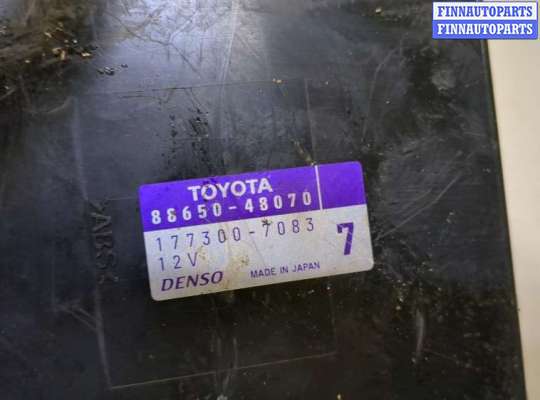 FINNAUTOPARTS
FINNAUTOPARTS
TOYOTA
88650-48070
177300-7083
12V
7
DENSO MADE IN JAPAN
>ABS<